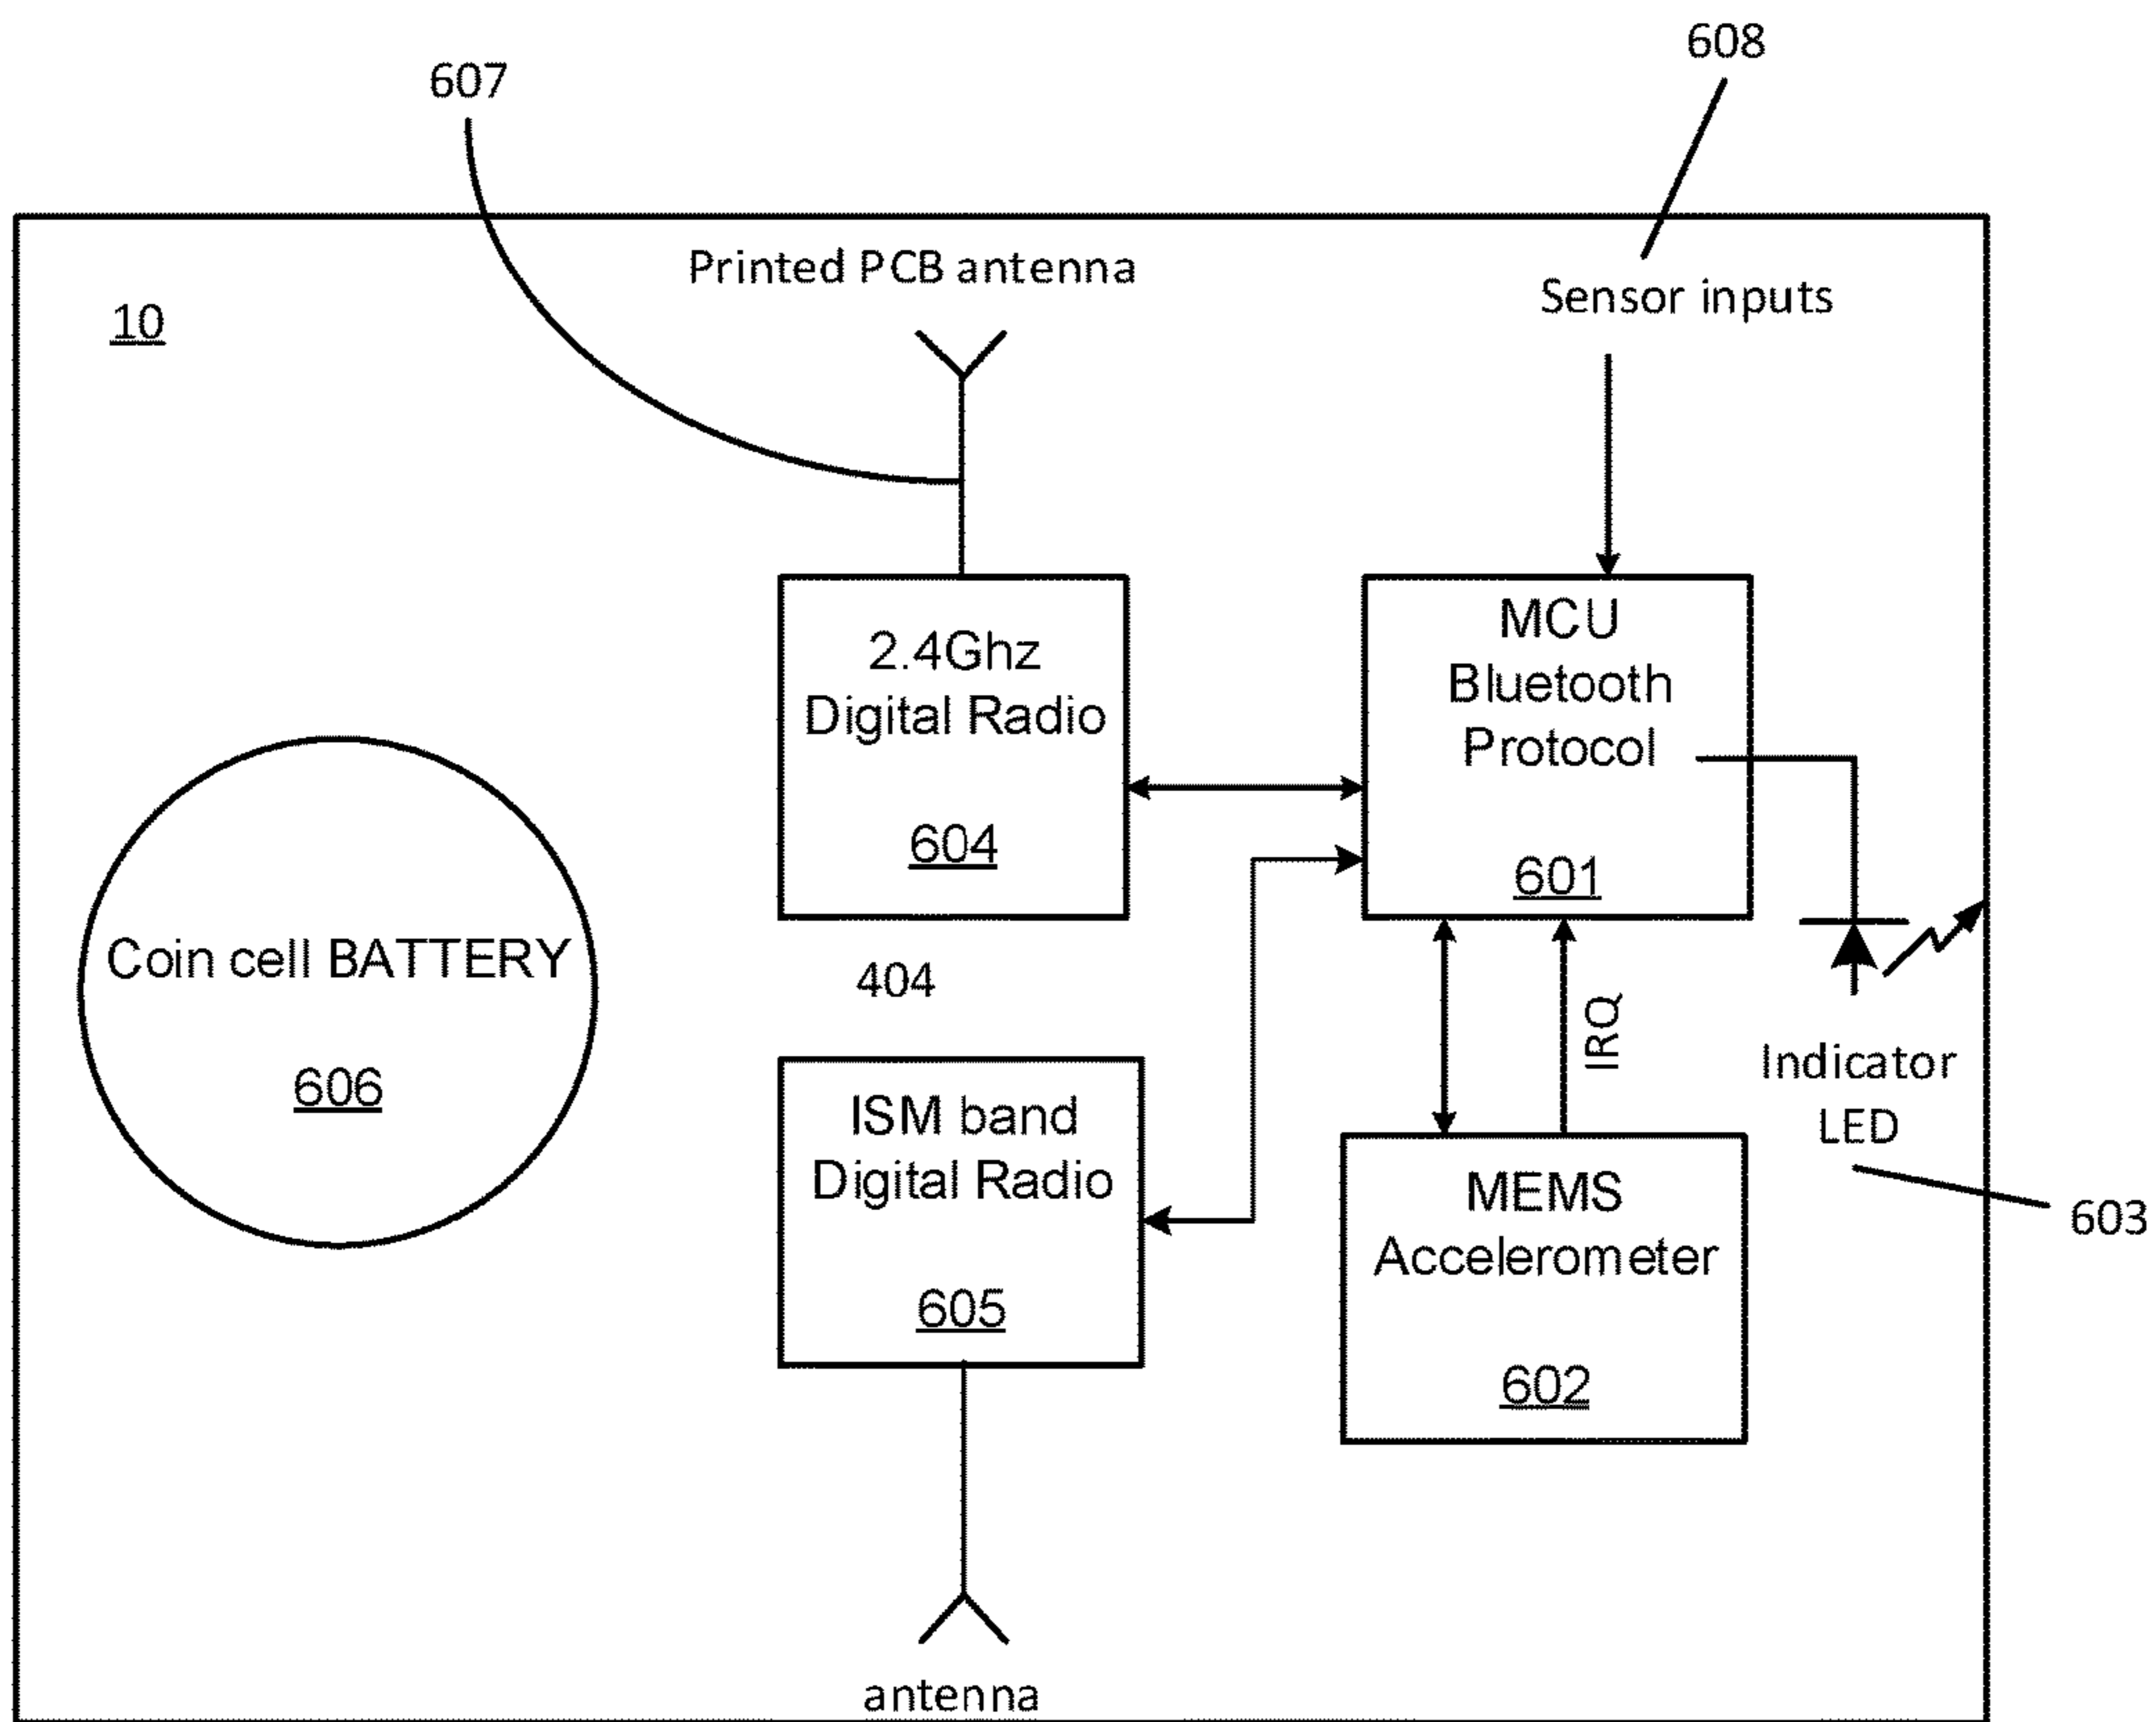 608
607
Printed PCB antenna
Sensor inputs
10
2.4Ghz
Digital Radio
604
MCU
Bluetooth
Protocol
601
Coin cell BATTERY
606
404
IRQ
Indicator
LED
603
ISM band
Digital Radio
605
MEMS
Accelerometer
602
antenna